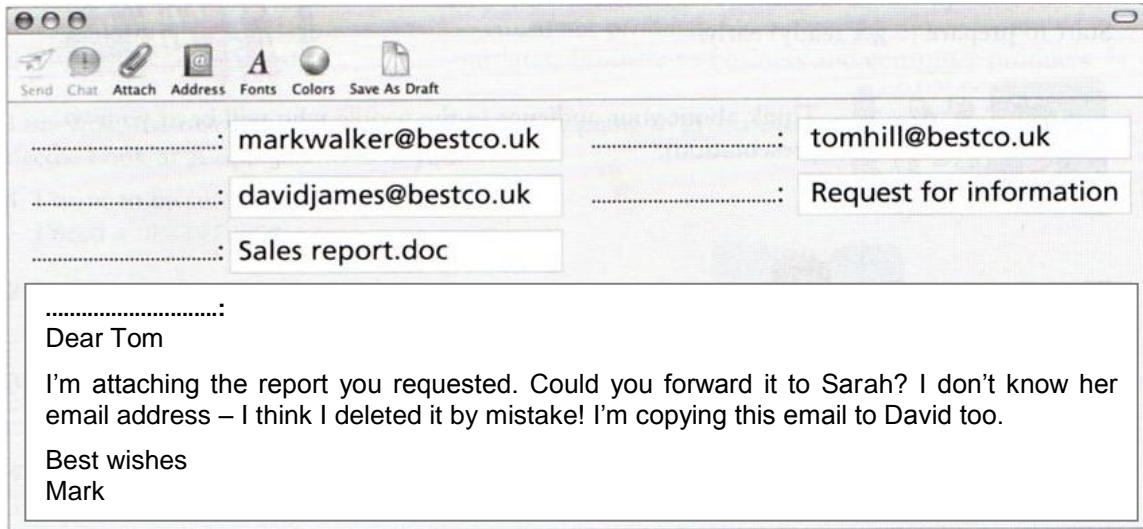 Send Chat Attach Address Fonts Colors Save As Draft
..............................: markwalker@bestco.uk ..............................: tomhill@bestco.uk
..............................: davidjames@bestco.uk ..............................: Request for information
..............................: Sales report.doc
.............................:
Dear Tom
I'm attaching the report you requested. Could you forward it to Sarah? I don't know her
email address – I think I deleted it by mistake! I'm copying this email to David too.
Best wishes
Mark